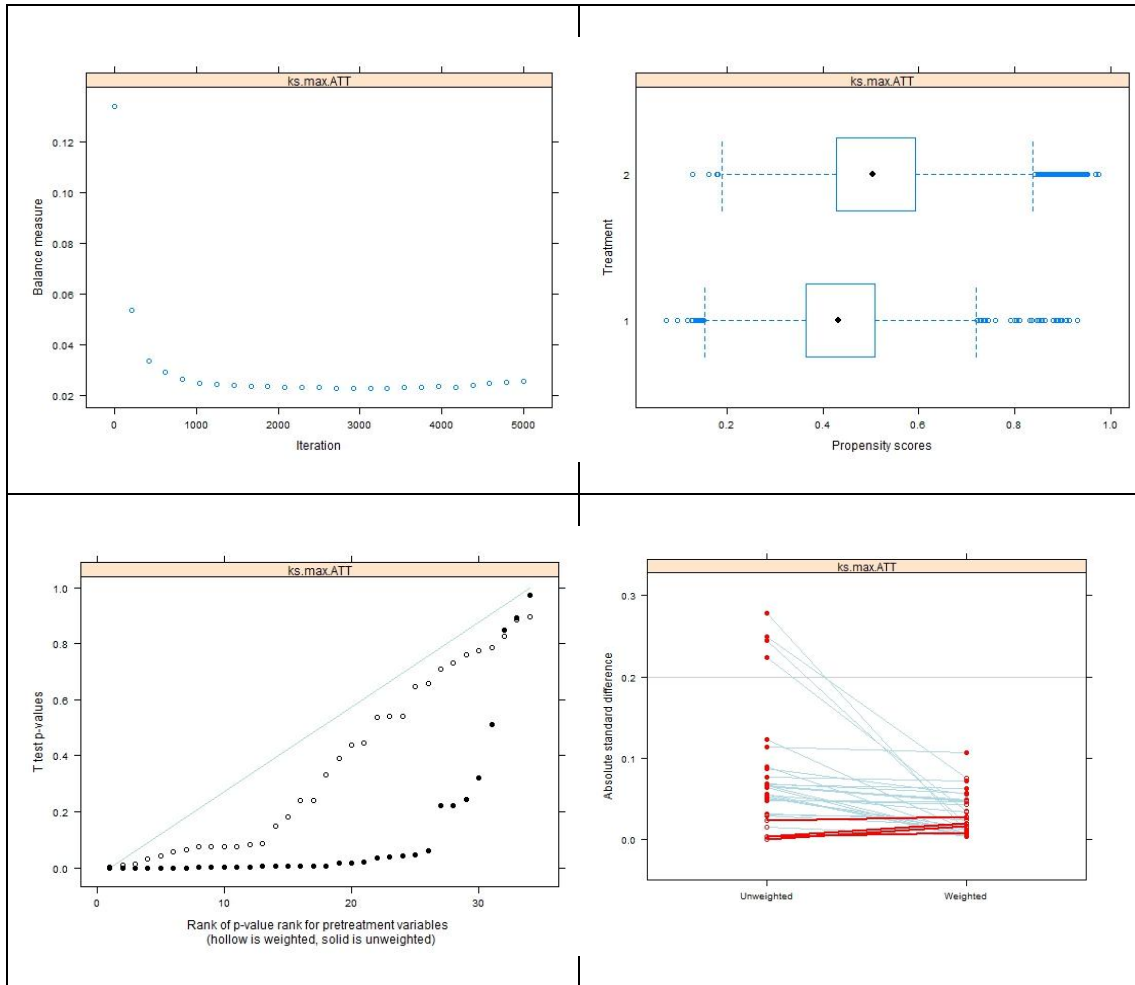 ks.max.ATT
0.12
0.10
0.08
0.06
0.04
0.02
Balance measure
0 1000 2000 3000 4000 5000
Iteration
ks.max.ATT
2
1
Treatment
0.2 0.4 0.6 0.8 1.0
Propensity scores
ks.max.ATT
1.0
0.8
0.6
0.4
0.2
0.0
T test p-values
0 10 20 30
Rank of p-value rank for pretreatment variables
(hollow is weighted, solid is unweighted)
ks.max.ATT
0.3
0.2
0.1
0.0
Absolute standard difference
Unweighted Weighted